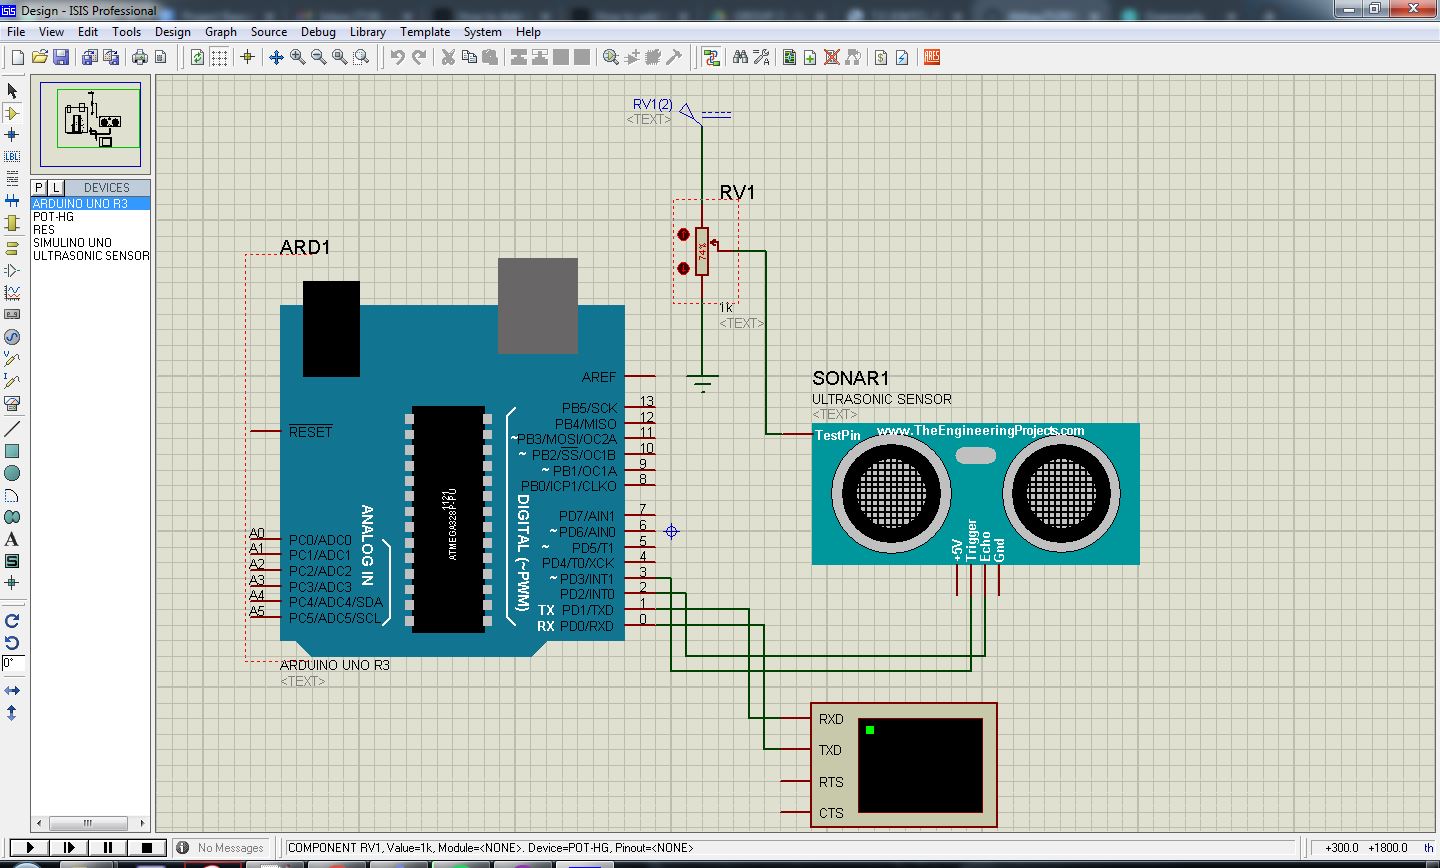 ISIS
Design - ISIS Professional
File View Edit Tools Design Graph Source Debug Library Template System Help
ARES
LBL
P L DEVICES
ARDUINO UNO R3
POT-HG
RES
SIMULINO UNO
ULTRASONIC SENSOR
A
S
0°
RV1(2)
<TEXT>
RV1
74%
1k
<TEXT>
ARD1
AREF
RESET
PB5/SCK 13
PB4/MISO 12
~PB3/MOSI/OC2A 11
~ PB2/SS/OC1B 10
~ PB1/OC1A 9
PB0/ICP1/CLKO 8
PD7/AIN1 7
~ PD6/AIN0 6
~ PD5/T1 5
PD4/T0/XCK 4
~ PD3/INT1 3
PD2/INT0 2
TX PD1/TXD 1
RX PD0/RXD 0
A0 PC0/ADC0
A1 PC1/ADC1
A2 PC2/ADC2
A3 PC3/ADC3
A4 PC4/ADC4/SDA
A5 PC5/ADC5/SCL
ANALOG IN
ATMEGA328P-PU
1121
DIGITAL (~PWM)
ARDUINO UNO R3
<TEXT>
SONAR1
ULTRASONIC SENSOR
<TEXT>
TestPin www.TheEngineeringProjects.com
+5V
Trigger
Echo
Gnd
RXD
TXD
RTS
CTS
No Messages
COMPONENT RV1, Value=1k, Module=<NONE>. Device=POT-HG, Pinout=<NONE>
+300.0 +1800.0 th